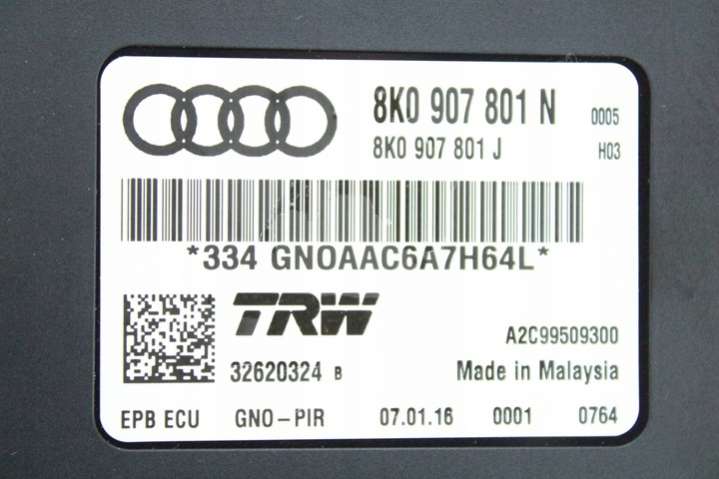 8K0 907 801 N 0005
8K0 907 801 J H03
*334 GNOAAC6A7H64L*
TRW
A2C99509300
32620324 B Made in Malaysia
EPB ECU GNO-PIR 07.01.16 0001 0764